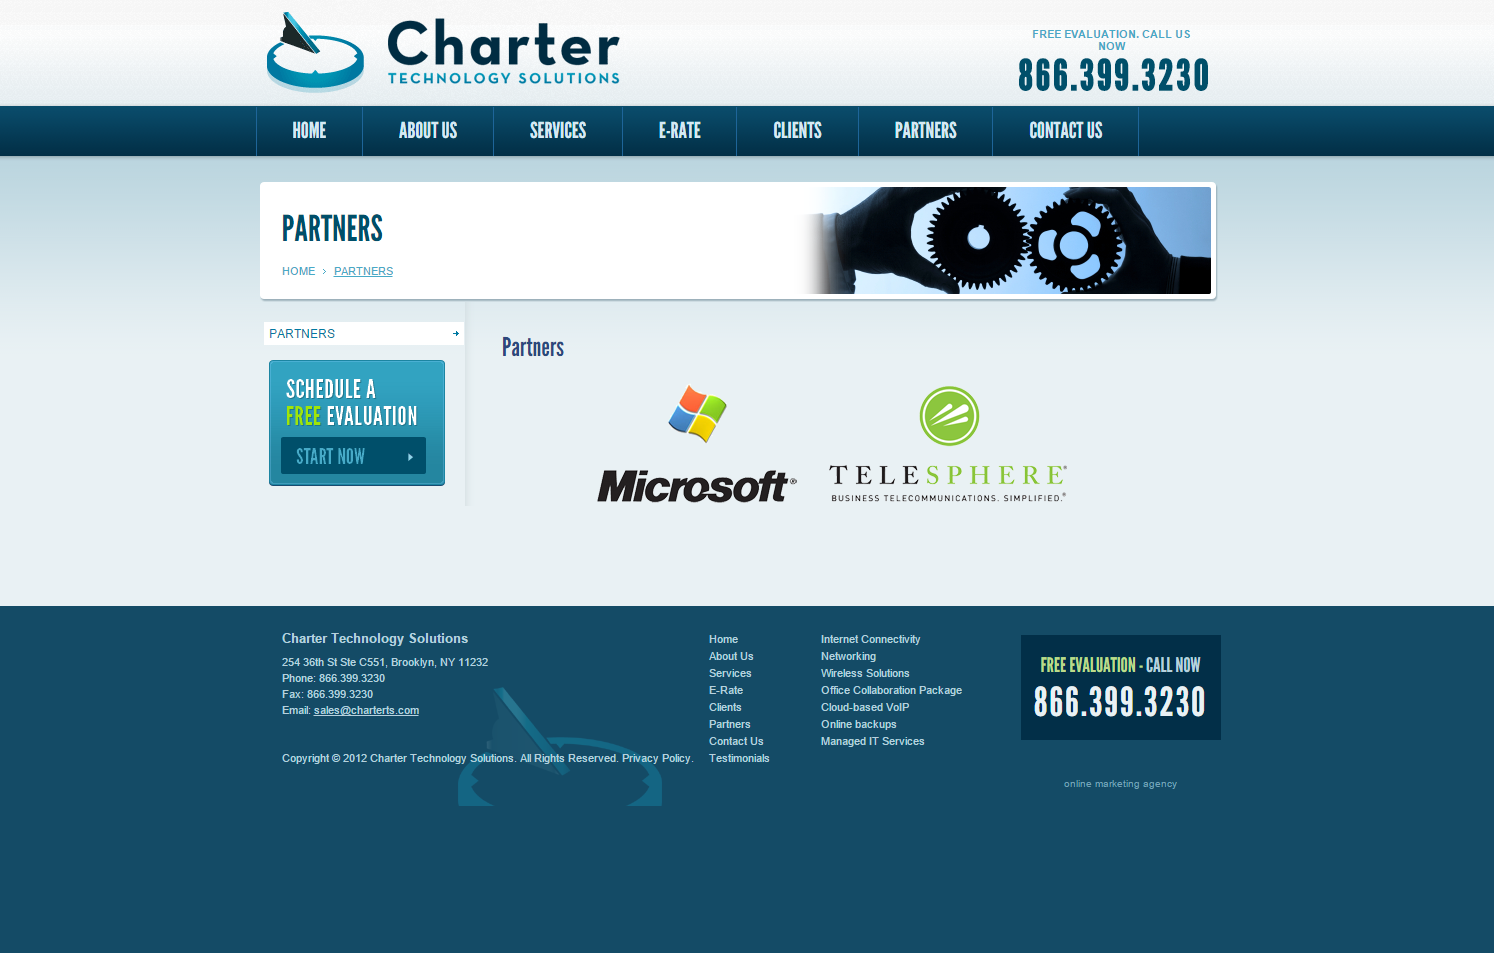 Charter
TECHNOLOGY SOLUTIONS
FREE EVALUATION. CALL US
NOW
866.399.3230
HOME
ABOUT US
SERVICES
E-RATE
CLIENTS
PARTNERS
CONTACT US
PARTNERS
HOME
PARTNERS
PARTNERS
SCHEDULE A
FREE EVALUATION
START NOW
Partners
Microsoft®
TELESPHERE®
BUSINESS TELECOMMUNICATIONS. SIMPLIFIED.®
Charter Technology Solutions
254 36th St Ste C551, Brooklyn, NY 11232
Phone: 866.399.3230
Fax: 866.399.3230
Email: sales@charterts.com
Copyright © 2012 Charter Technology Solutions. All Rights Reserved. Privacy Policy.
Home
About Us
Services
E-Rate
Clients
Partners
Contact Us
Testimonials
Internet Connectivity
Networking
Wireless Solutions
Office Collaboration Package
Cloud-based VoIP
Online backups
Managed IT Services
FREE EVALUATION - CALL NOW
866.399.3230
online marketing agency